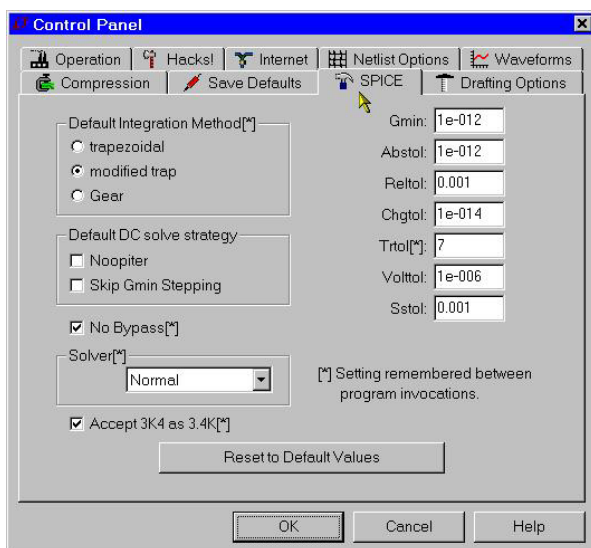 Control Panel
Operation
Hacks!
Internet
Netlist Options
Waveforms
Compression
Save Defaults
SPICE
Drafting Options
Default Integration Method[*]
trapezoidal
modified trap
Gear
Default DC solve strategy
Noopiter
Skip Gmin Stepping
No Bypass[*]
Solver[*]
Normal
Accept 3K4 as 3.4K[*]
Gmin: 1e-012
Abstol: 1e-012
Reltol: 0.001
Chgtol: 1e-014
Trtol[*]: 7
Volttol: 1e-006
Sstol: 0.001
[*] Setting remembered between
program invocations.
Reset to Default Values
OK
Cancel
Help